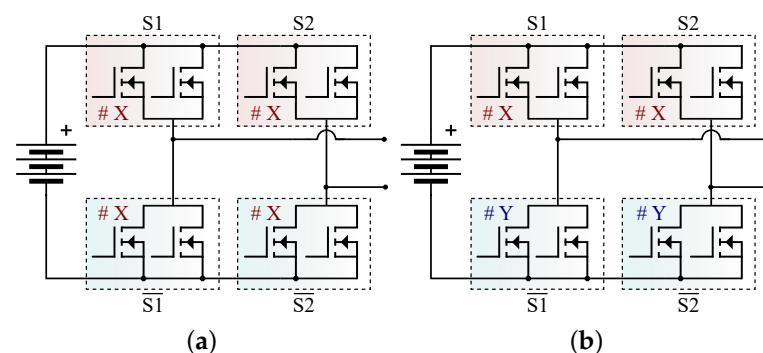 S1 S2 S1 S2
+ +
# X # X # X # X
# X # X # Y # Y
S̅1̅ S̅2̅ S̅1̅ S̅2̅
(a) (b)